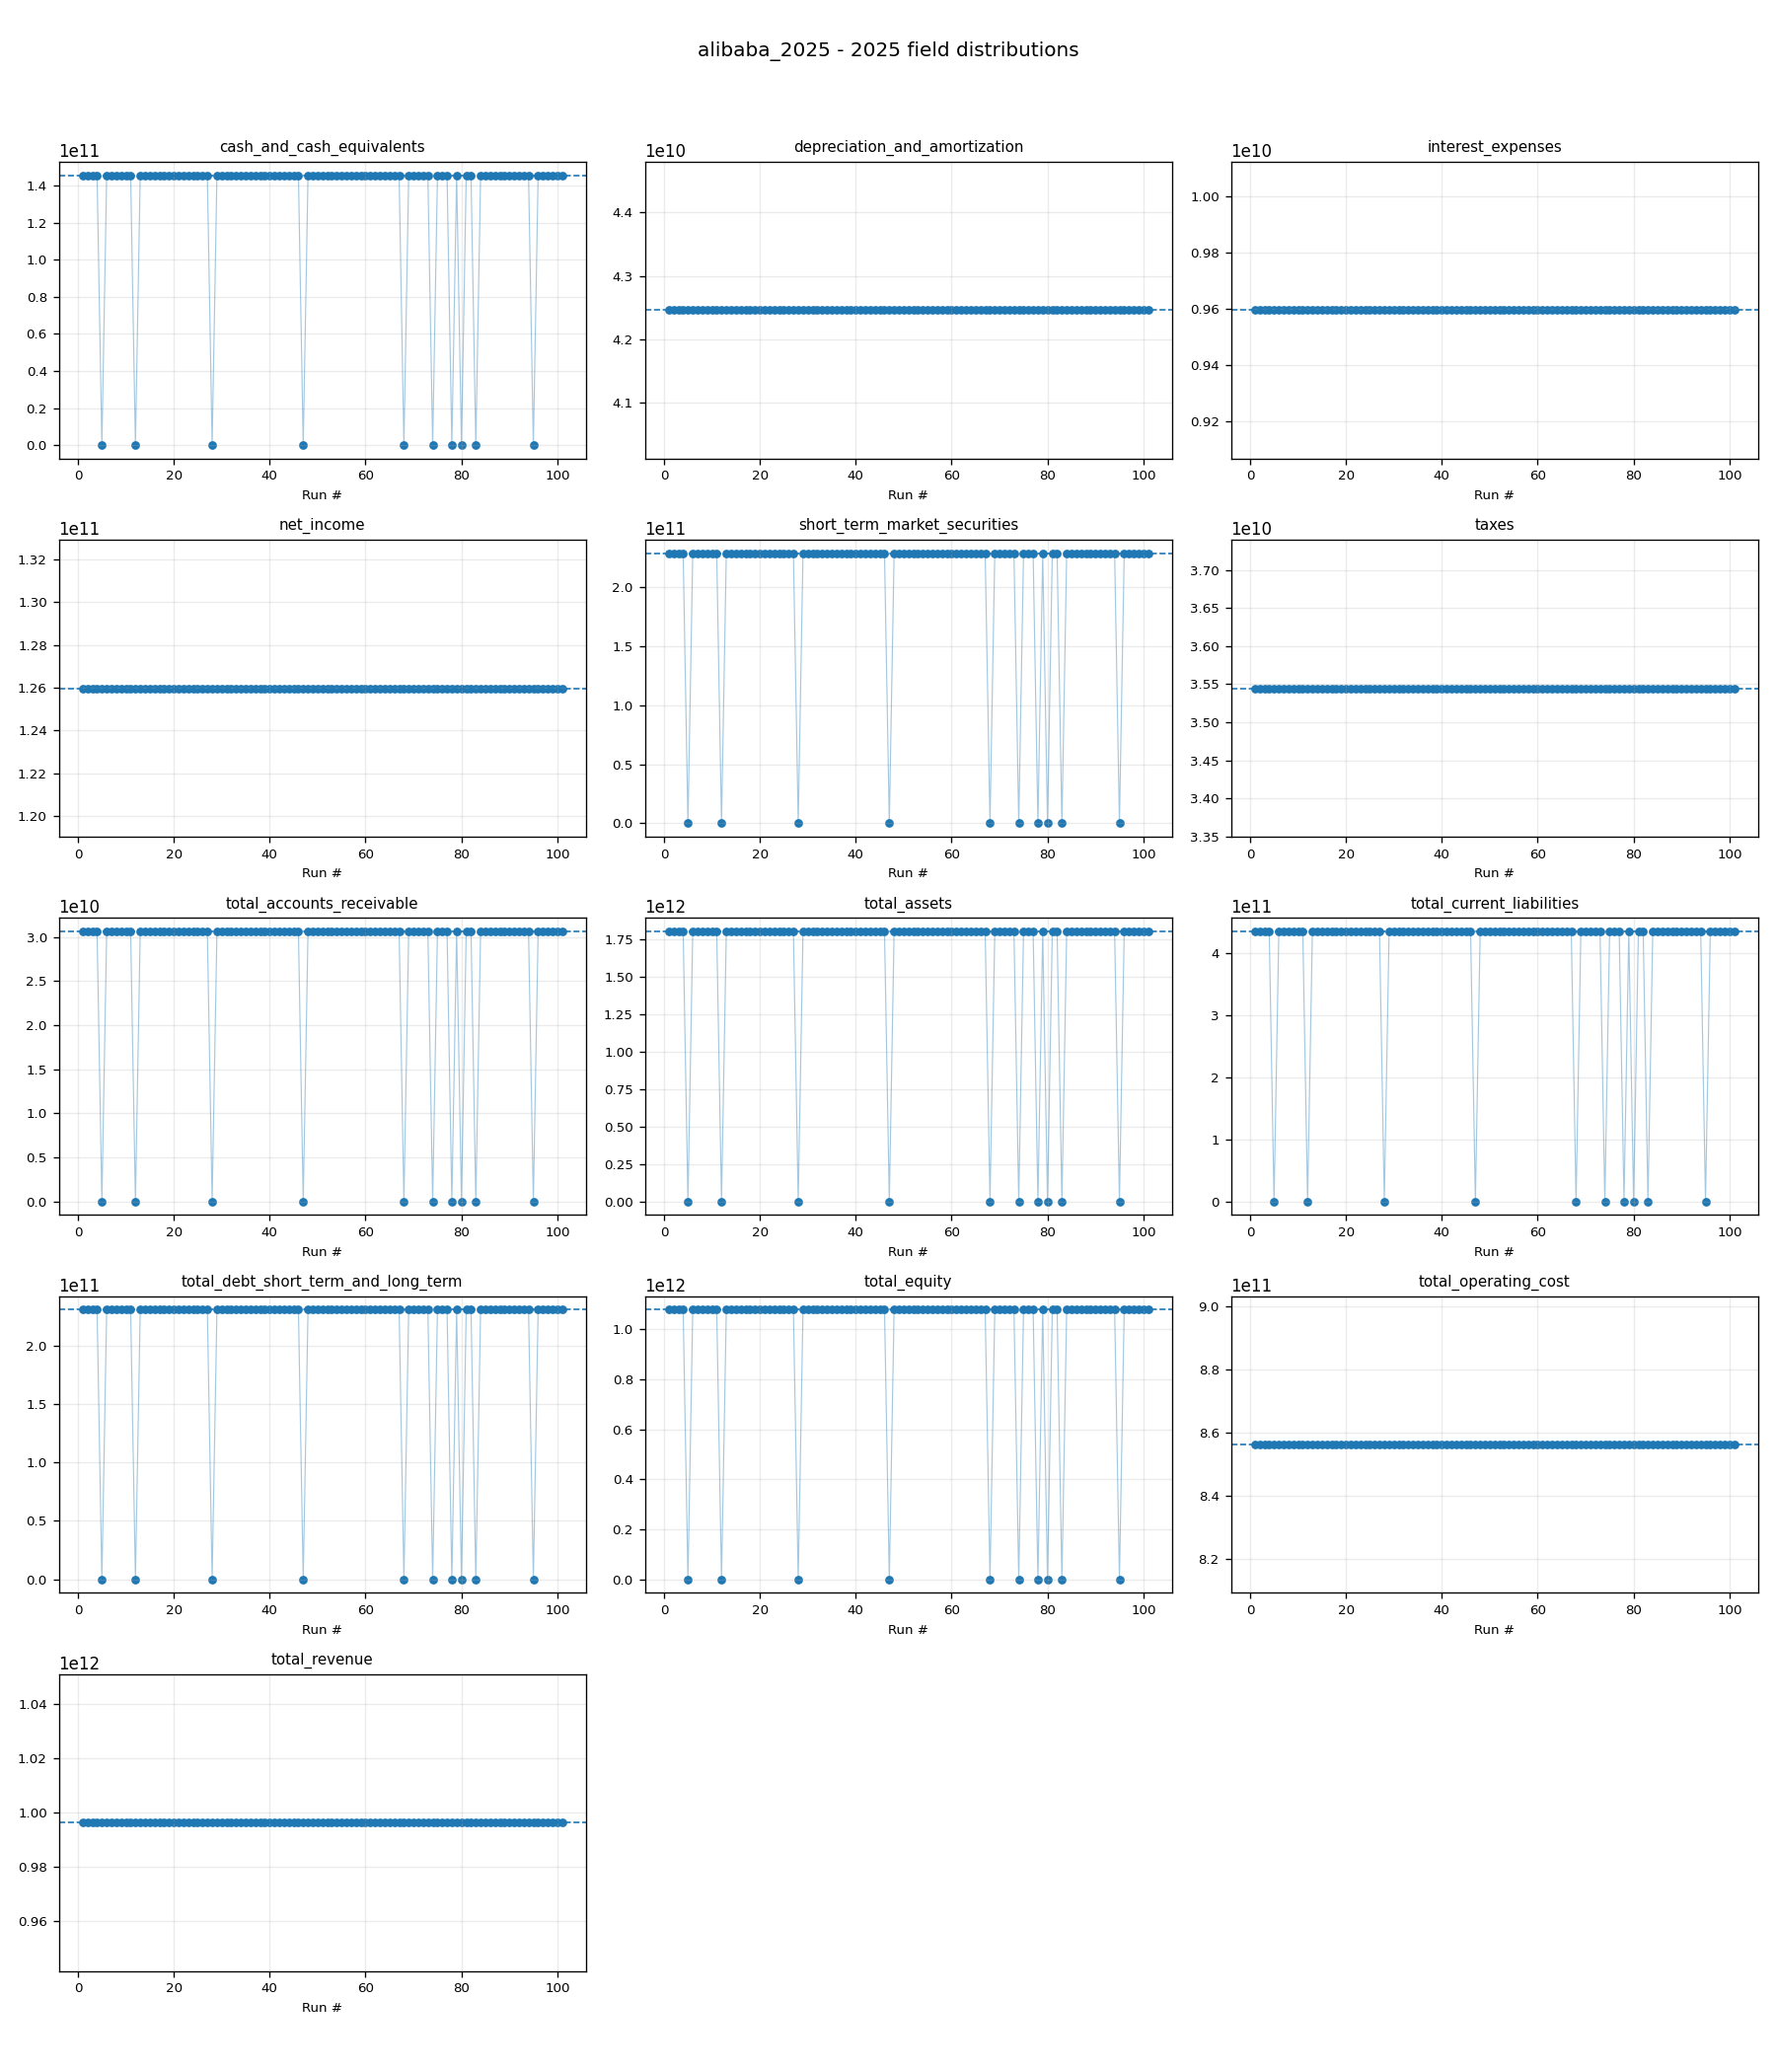 alibaba_2025 - 2025 field distributions
cash_and_cash_equivalents
1e11
1.4
1.2
1.0
0.8
0.6
0.4
0.2
0.0
0 20 40 60 80 100
Run #
depreciation_and_amortization
1e10
4.4
4.3
4.2
4.1
0 20 40 60 80 100
Run #
interest_expenses
1e10
1.00
0.98
0.96
0.94
0.92
0 20 40 60 80 100
Run #
net_income
1e11
1.32
1.30
1.28
1.26
1.24
1.22
1.20
0 20 40 60 80 100
Run #
short_term_market_securities
1e11
2.0
1.5
1.0
0.5
0.0
0 20 40 60 80 100
Run #
taxes
1e10
3.70
3.65
3.60
3.55
3.50
3.45
3.40
3.35
0 20 40 60 80 100
Run #
total_accounts_receivable
1e10
3.0
2.5
2.0
1.5
1.0
0.5
0.0
0 20 40 60 80 100
Run #
total_assets
1e12
1.75
1.50
1.25
1.00
0.75
0.50
0.25
0.00
0 20 40 60 80 100
Run #
total_current_liabilities
1e11
4
3
2
1
0
0 20 40 60 80 100
Run #
total_debt_short_term_and_long_term
1e11
2.0
1.5
1.0
0.5
0.0
0 20 40 60 80 100
Run #
total_equity
1e12
1.0
0.8
0.6
0.4
0.2
0.0
0 20 40 60 80 100
Run #
total_operating_cost
1e11
9.0
8.8
8.6
8.4
8.2
0 20 40 60 80 100
Run #
total_revenue
1e12
1.04
1.02
1.00
0.98
0.96
0 20 40 60 80 100
Run #